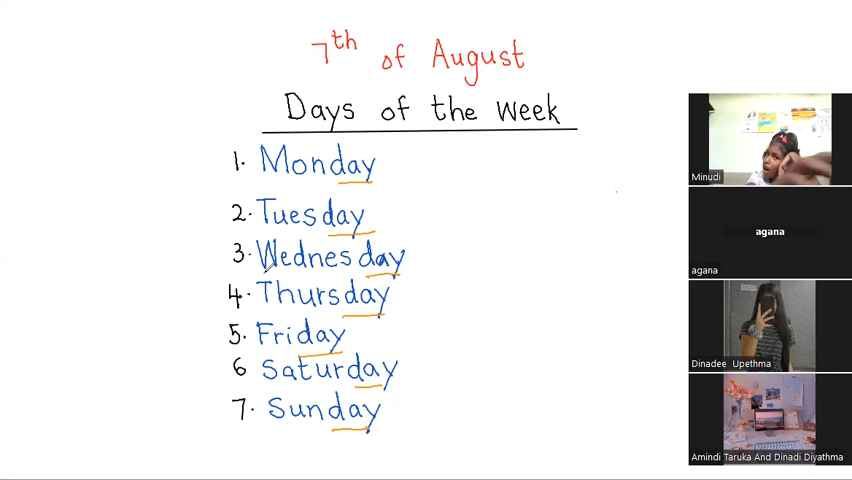 7th of August
Days of the Week
1. Monday
2. Tuesday
3. Wednesday
4. Thursday
5. Friday
6 Saturday
7. Sunday
Minudi
agana
agana
Dinadee Upethma
Amindi Taruka And Dinadi Diyathma